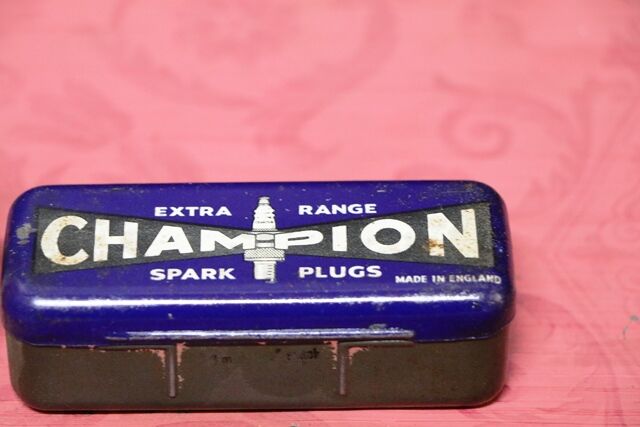 EXTRA RANGE
CHAMPION
SPARK PLUGS
MADE IN ENGLAND